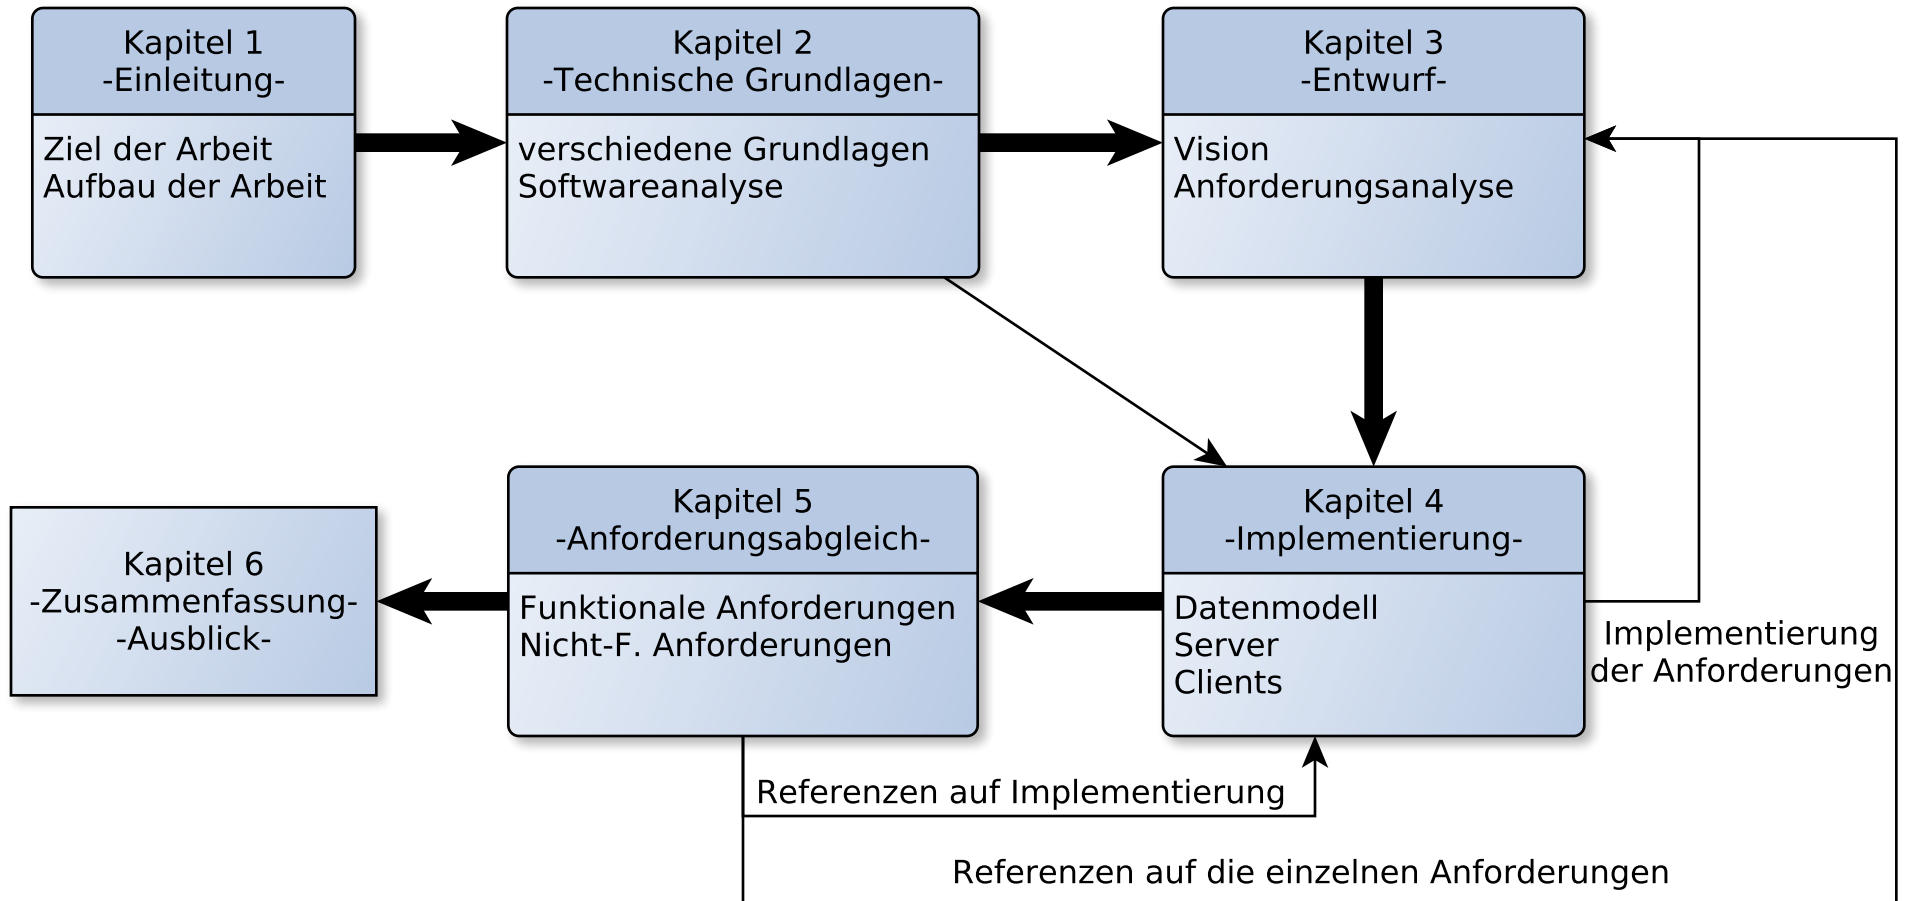 Kapitel 1
-Einleitung-
Ziel der Arbeit
Aufbau der Arbeit
Kapitel 2
-Technische Grundlagen-
verschiedene Grundlagen
Softwareanalyse
Kapitel 3
-Entwurf-
Vision
Anforderungsanalyse
Kapitel 4
-Implementierung-
Datenmodell
Server
Clients
Implementierung
der Anforderungen
Kapitel 5
-Anforderungsabgleich-
Funktionale Anforderungen
Nicht-F. Anforderungen
Kapitel 6
-Zusammenfassung-
-Ausblick-
Referenzen auf Implementierung
Referenzen auf die einzelnen Anforderungen